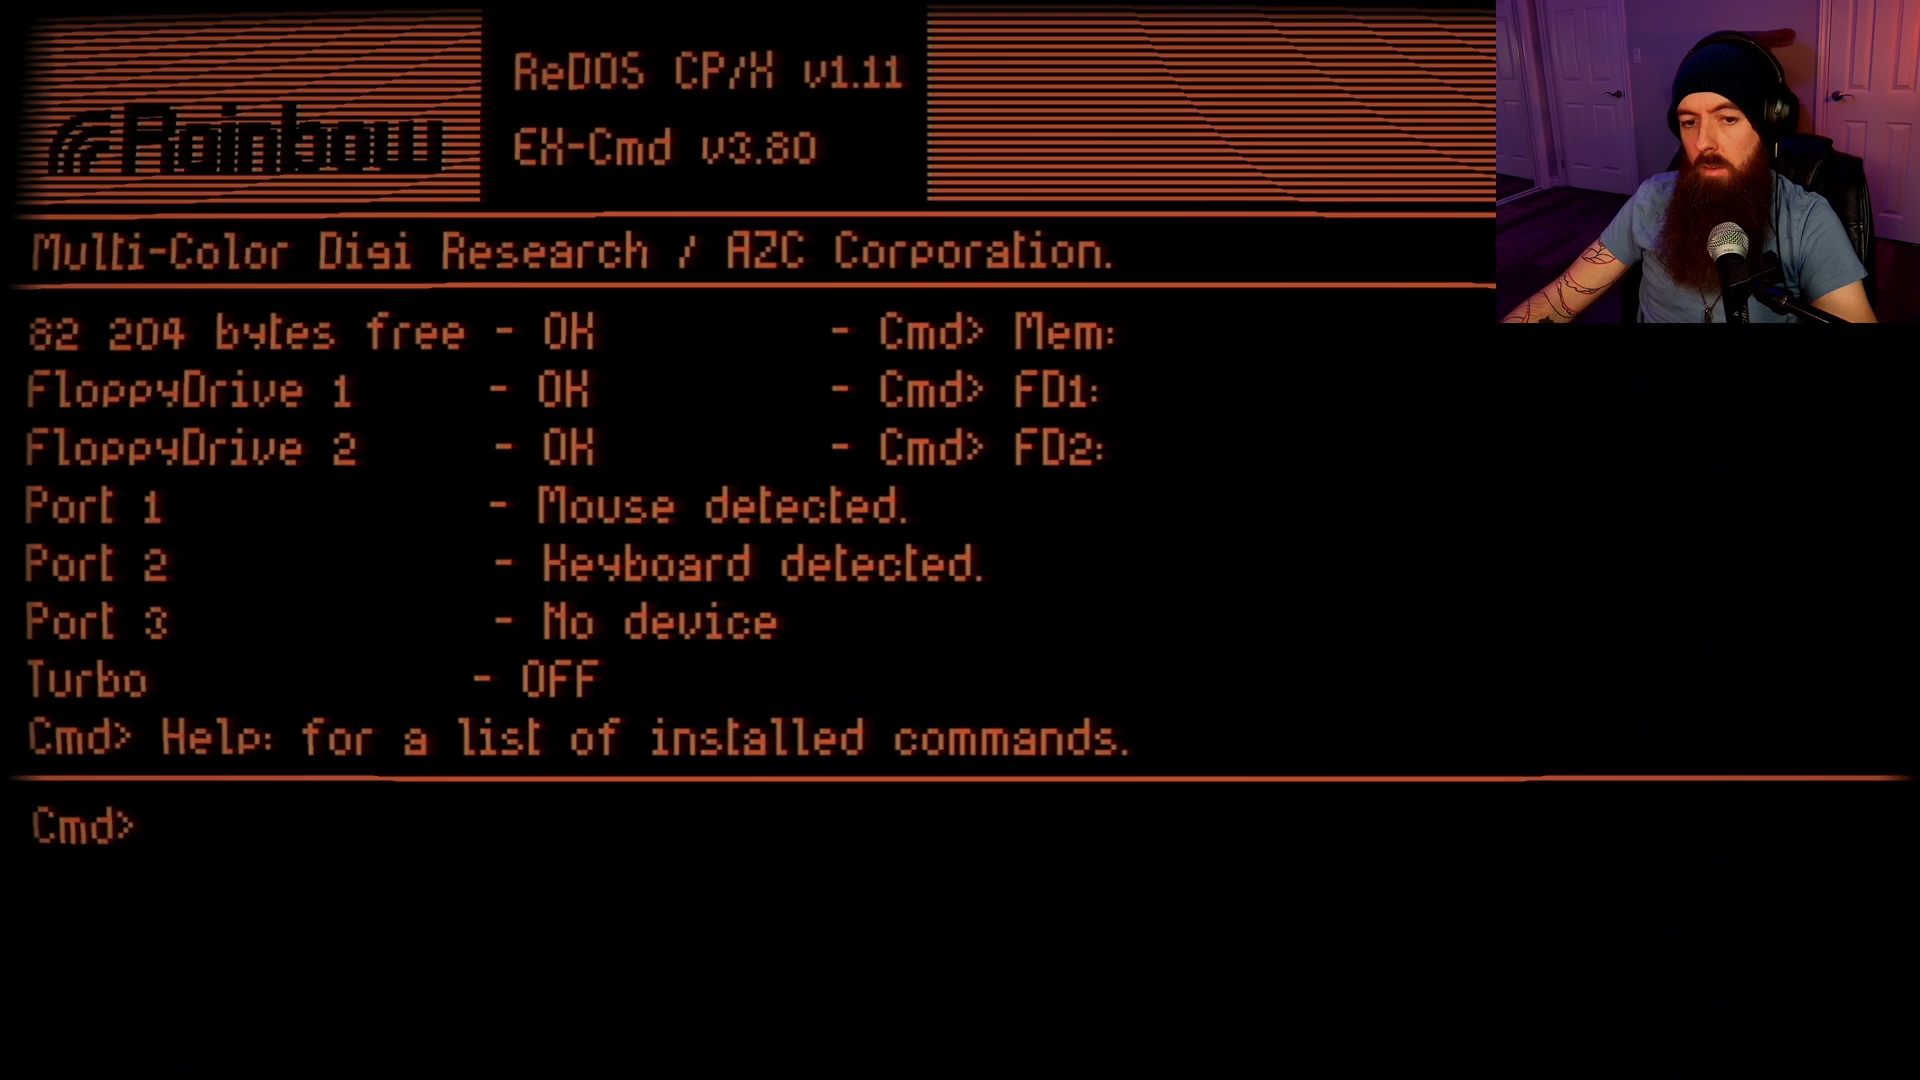 Rainbow
ReDOS CP/X v1.11
EX-Cmd v3.80
Multi-Color Digi Research / AZC Corporation.
82 204 bytes free - OK - Cmd> Mem:
FloppyDrive 1 - OK - Cmd> FD1:
FloppyDrive 2 - OK - Cmd> FD2:
Port 1 - Mouse detected.
Port 2 - Keyboard detected.
Port 3 - No device
Turbo - OFF
Cmd> Help: for a list of installed commands.
Cmd>